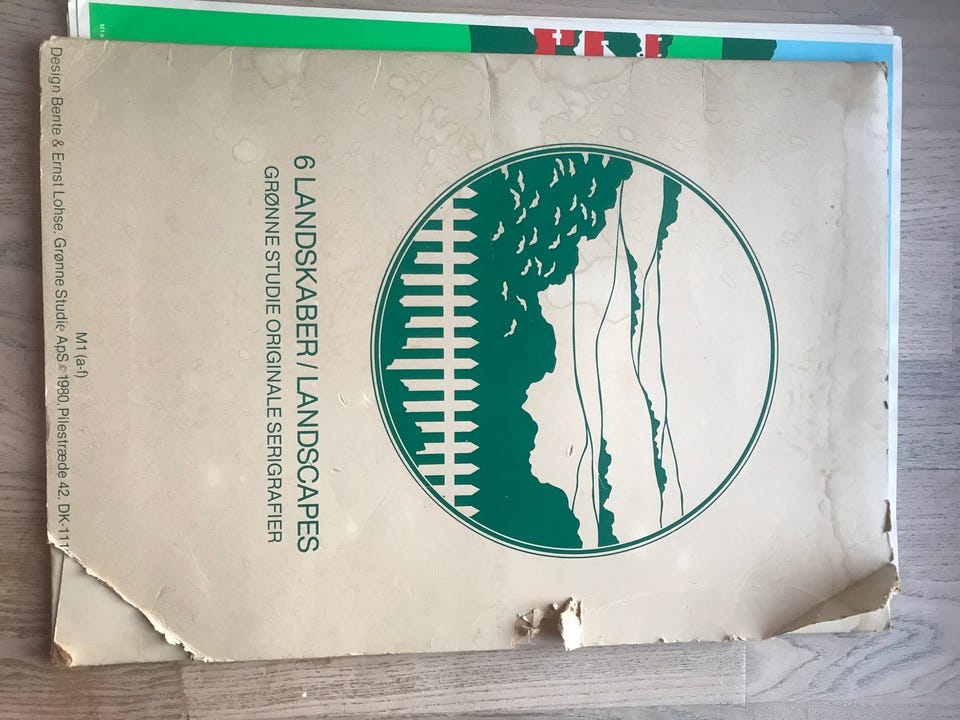 6 LANDSKABER / LANDSCAPES
GRØNNE STUDIE ORIGINALE SERIGRAFIER
M1 (a-f)
Design Bente & Ernst Lohse, Grønne Studie ApS © 1980, Pilestræde 42, DK-111